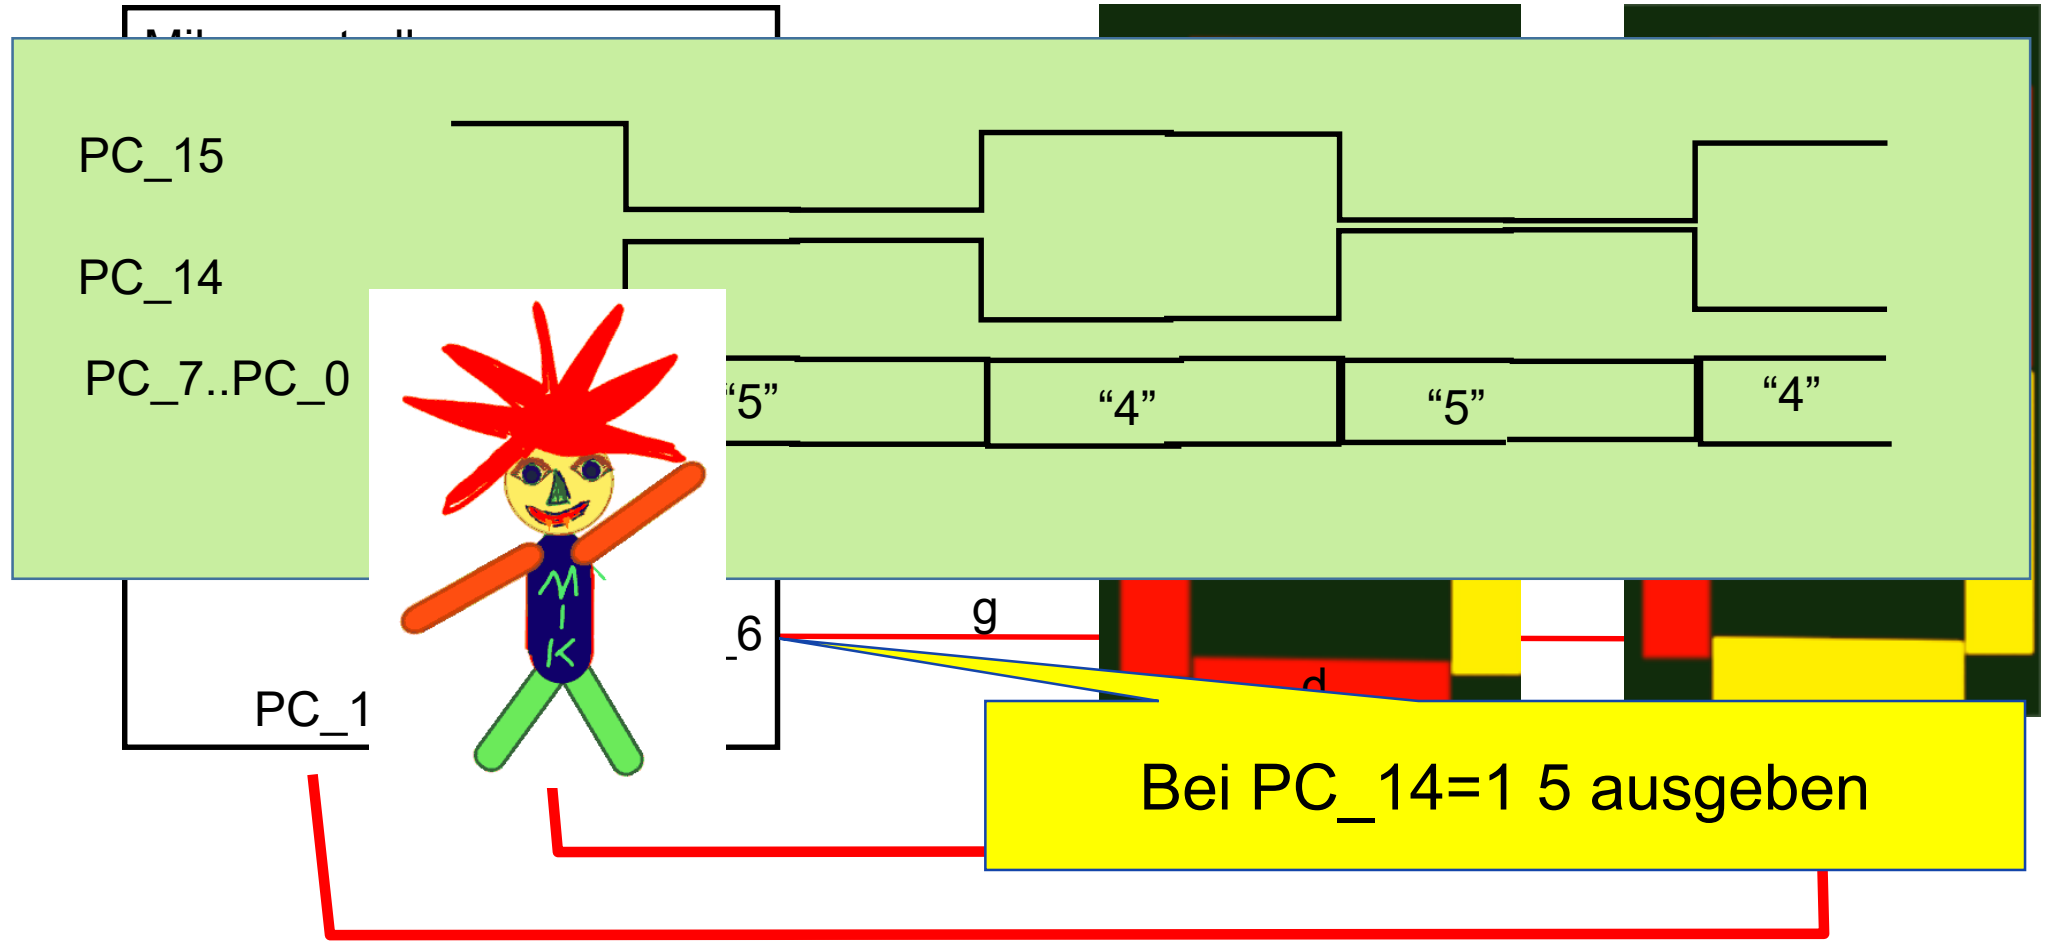 PC_15
PC_14
PC_7..PC_0
“5”
“4”
“5”
“4”
MIK
_6
g
d
PC_1
Bei PC_14=1 5 ausgeben